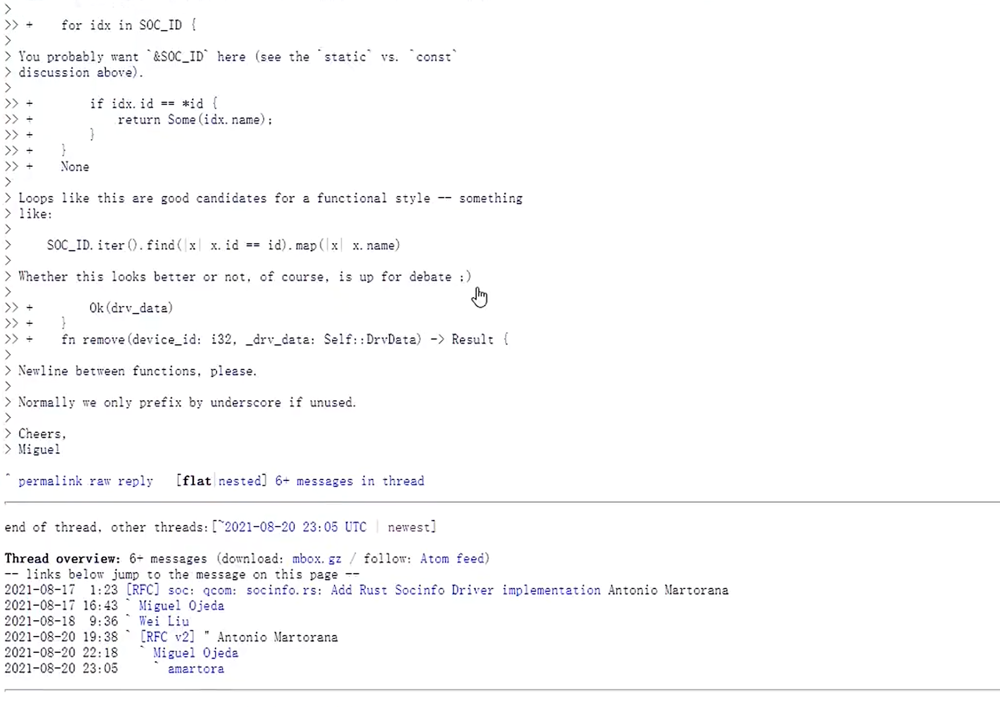 >
>> +    for idx in SOC_ID {
>
> You probably want `&SOC_ID` here (see the `static` vs. `const`
> discussion above).
>
>> +        if idx.id == *id {
>> +            return Some(idx.name);
>> +        }
>> +    }
>> +    None
>
> Loops like this are good candidates for a functional style -- something
> like:
>
>     SOC_ID.iter().find(|x| x.id == id).map(|x| x.name)
>
> Whether this looks better or not, of course, is up for debate :)
>
>> +        Ok(drv_data)
>> +    }
>> +    fn remove(device_id: i32, _drv_data: Self::DrvData) -> Result {
>
> Newline between functions, please.
>
> Normally we only prefix by underscore if unused.
>
> Cheers,
> Miguel
^ permalink raw reply   [flat|nested] 6+ messages in thread
end of thread, other threads:[~2021-08-20 23:05 UTC | newest]
Thread overview: 6+ messages (download: mbox.gz / follow: Atom feed)
-- links below jump to the message on this page --
2021-08-17  1:23 [RFC] soc: qcom: socinfo.rs: Add Rust Socinfo Driver implementation Antonio Martorana
2021-08-17 16:43 ` Miguel Ojeda
2021-08-18  9:36 ` Wei Liu
2021-08-20 19:38 ` [RFC v2] " Antonio Martorana
2021-08-20 22:18   ` Miguel Ojeda
2021-08-20 23:05     ` amartora